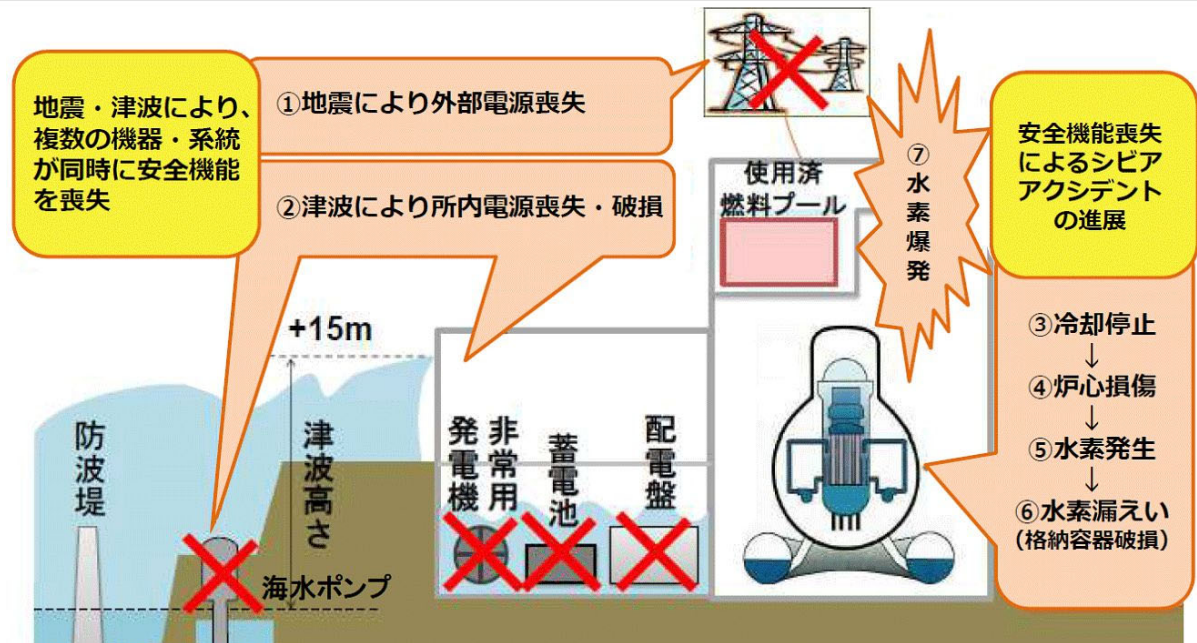 地震・津波により、
複数の機器・系統
が同時に安全機能
を喪失
①地震により外部電源喪失
②津波により所内電源喪失・破損
使用済
燃料プール
⑦水素爆発
安全機能喪失
によるシビア
アクシデント
の進展
③冷却停止
↓
④炉心損傷
↓
⑤水素発生
↓
⑥水素漏えい
（格納容器破損）
+15m
防波堤
津波高さ
海水ポンプ
非常用
発電機
蓄電池
配電盤